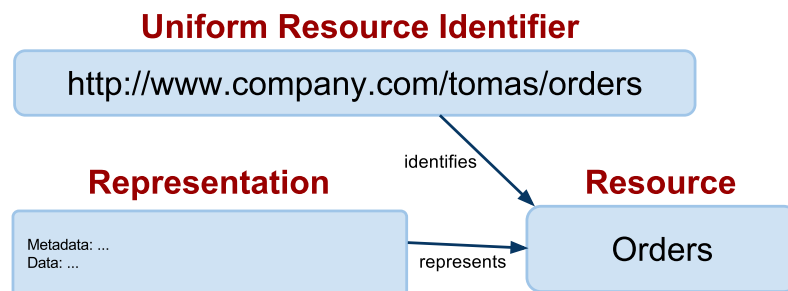 Uniform Resource Identifier
http://www.company.com/tomas/orders
identifies
Representation
Resource
Metadata: ...
Data: ...
represents
Orders